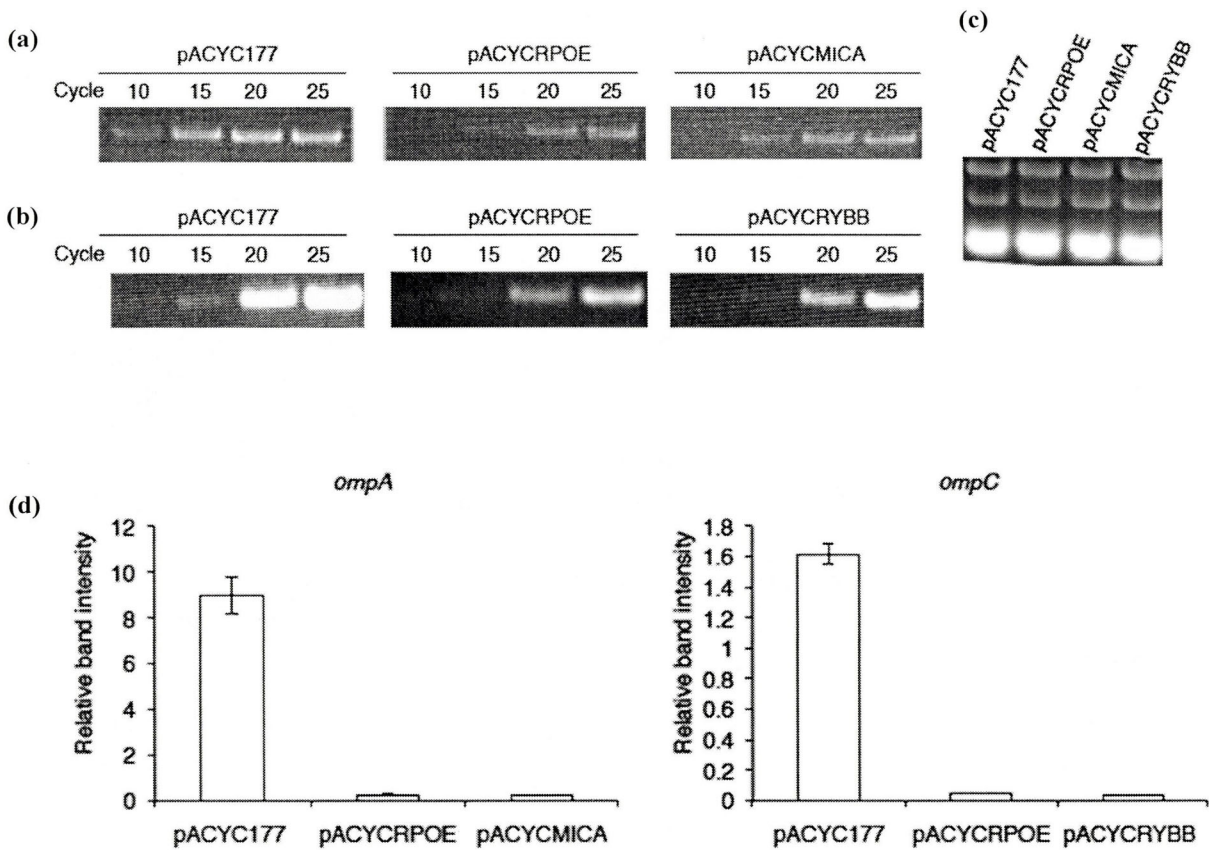 (a)
pACYC177 pACYCRPOE pACYCMICA
Cycle 10 15 20 25 10 15 20 25 10 15 20 25
(b)
pACYC177 pACYCRPOE pACYCRYBB
Cycle 10 15 20 25 10 15 20 25 10 15 20 25
(c)
pACYC177
pACYCRPOE
pACYCMICA
pACYCRYBB
(d)
ompA
Relative band intensity
12
10
8
6
4
2
0
pACYC177 pACYCRPOE pACYCMICA
ompC
Relative band intensity
1.8
1.6
1.4
1.2
1
0.8
0.6
0.4
0.2
0
pACYC177 pACYCRPOE pACYCRYBB